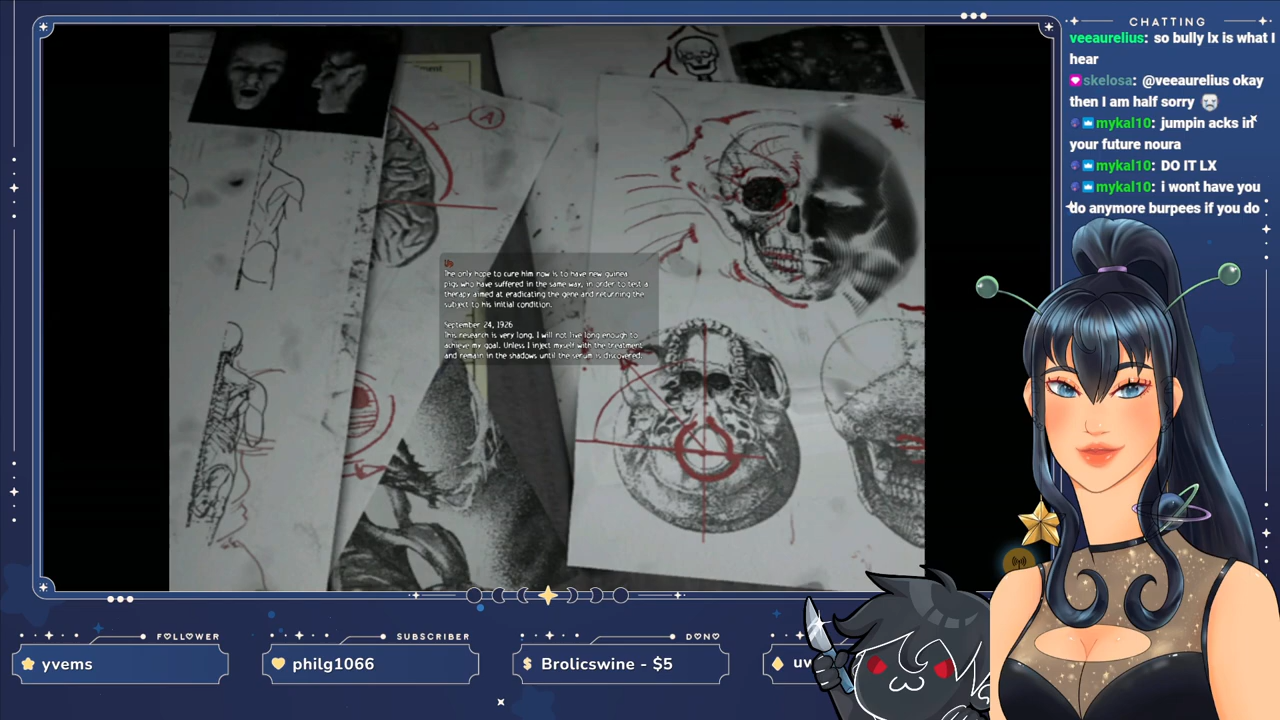 CHATTING
veeaurelius: so bully lx is what I
hear
skelosa: @veeaurelius okay
then I am half sorry
mykal10: jumpin acks in
your future noura
mykal10: DO IT LX
mykal10: i wont have you
do anymore burpees if you do
A
The only hope to cure him now is to have new guinea
pigs who have suffered in the same way, in order to test a
therapy aimed at eradicating the gene and returning the
subject to his initial condition.
September 24, 1926
This research is very long. I will not live long enough to
achieve my goal. Unless I inject myself with the treatment
and remain in the shadows until the serum is discovered.
FOLLOWER
yvems
SUBSCRIBER
philg1066
DONO
$ Brolicswine - $5
uw